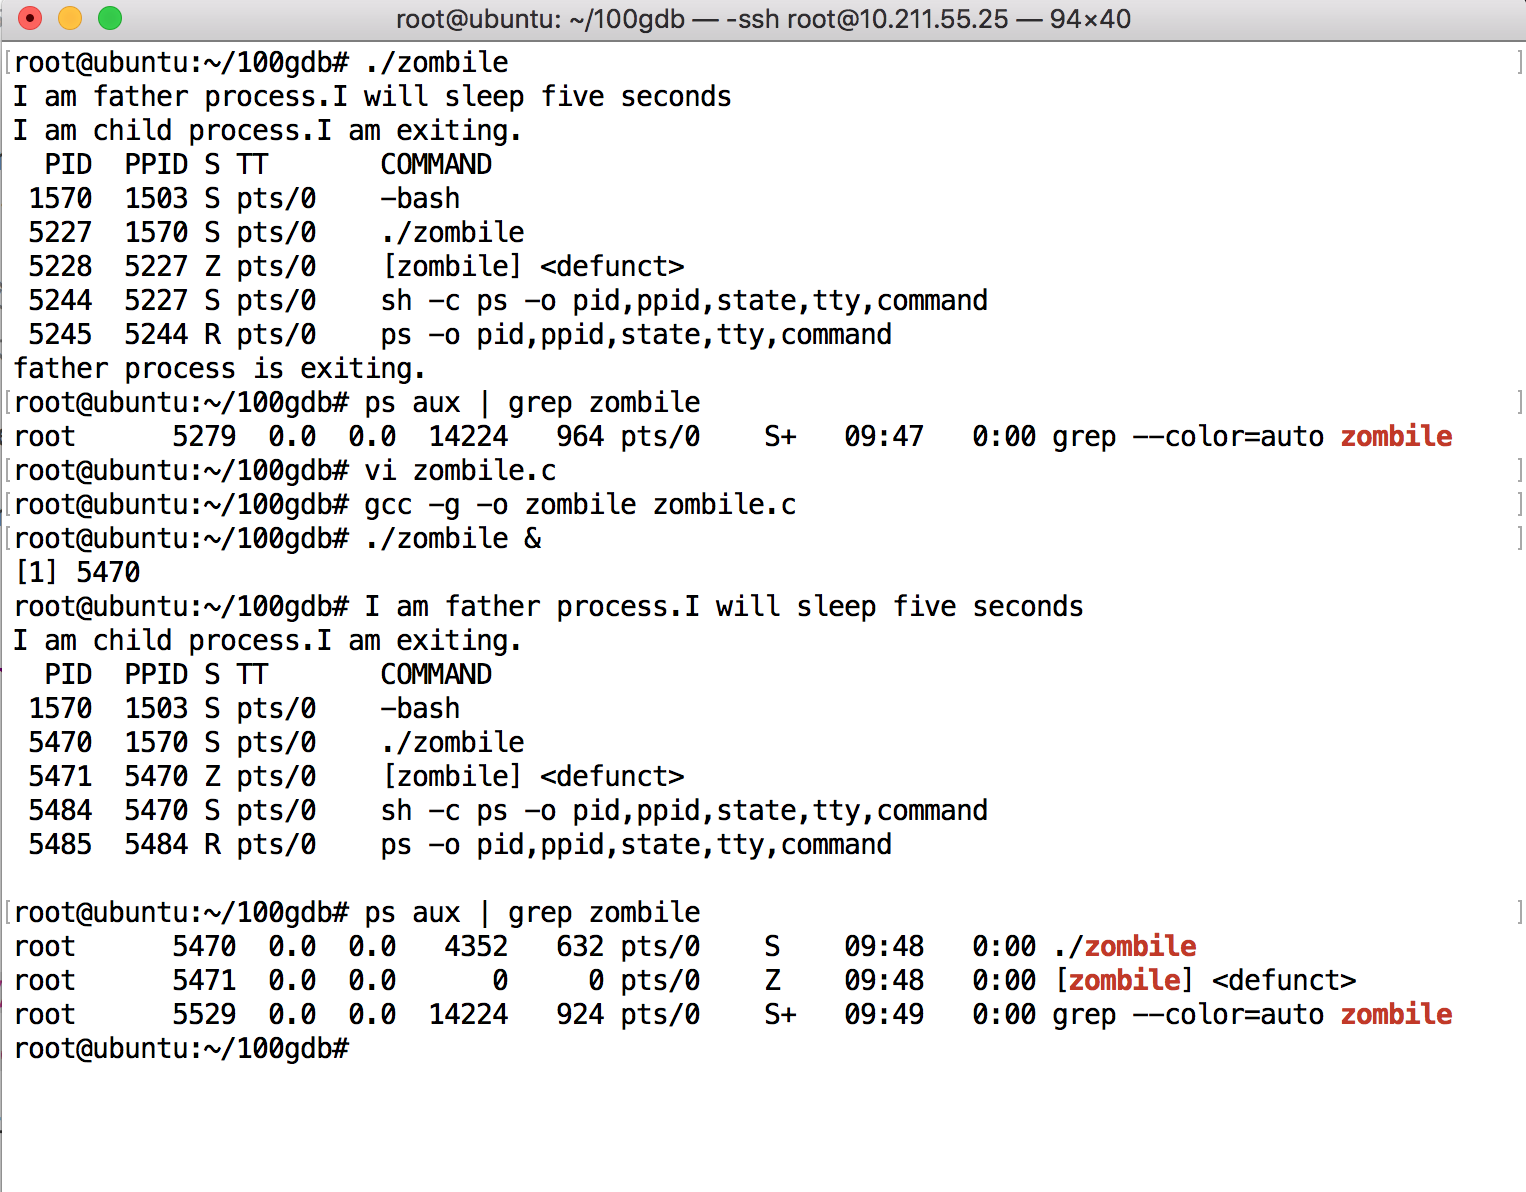 root@ubuntu: ~/100gdb — -ssh root@10.211.55.25 — 94×40
[root@ubuntu:~/100gdb# ./zombile ]
I am father process.I will sleep five seconds
I am child process.I am exiting.
  PID  PPID S TT       COMMAND
 1570  1503 S pts/0    -bash
 5227  1570 S pts/0    ./zombile
 5228  5227 Z pts/0    [zombile] <defunct>
 5244  5227 S pts/0    sh -c ps -o pid,ppid,state,tty,command
 5245  5244 R pts/0    ps -o pid,ppid,state,tty,command
father process is exiting.
[root@ubuntu:~/100gdb# ps aux | grep zombile ]
root      5279  0.0  0.0  14224   964 pts/0    S+   09:47   0:00 grep --color=auto zombile
[root@ubuntu:~/100gdb# vi zombile.c ]
[root@ubuntu:~/100gdb# gcc -g -o zombile zombile.c ]
[root@ubuntu:~/100gdb# ./zombile & ]
[1] 5470
root@ubuntu:~/100gdb# I am father process.I will sleep five seconds
I am child process.I am exiting.
  PID  PPID S TT       COMMAND
 1570  1503 S pts/0    -bash
 5470  1570 S pts/0    ./zombile
 5471  5470 Z pts/0    [zombile] <defunct>
 5484  5470 S pts/0    sh -c ps -o pid,ppid,state,tty,command
 5485  5484 R pts/0    ps -o pid,ppid,state,tty,command
[root@ubuntu:~/100gdb# ps aux | grep zombile ]
root      5470  0.0  0.0   4352   632 pts/0    S    09:48   0:00 ./zombile
root      5471  0.0  0.0      0     0 pts/0    Z    09:48   0:00 [zombile] <defunct>
root      5529  0.0  0.0  14224   924 pts/0    S+   09:49   0:00 grep --color=auto zombile
root@ubuntu:~/100gdb#